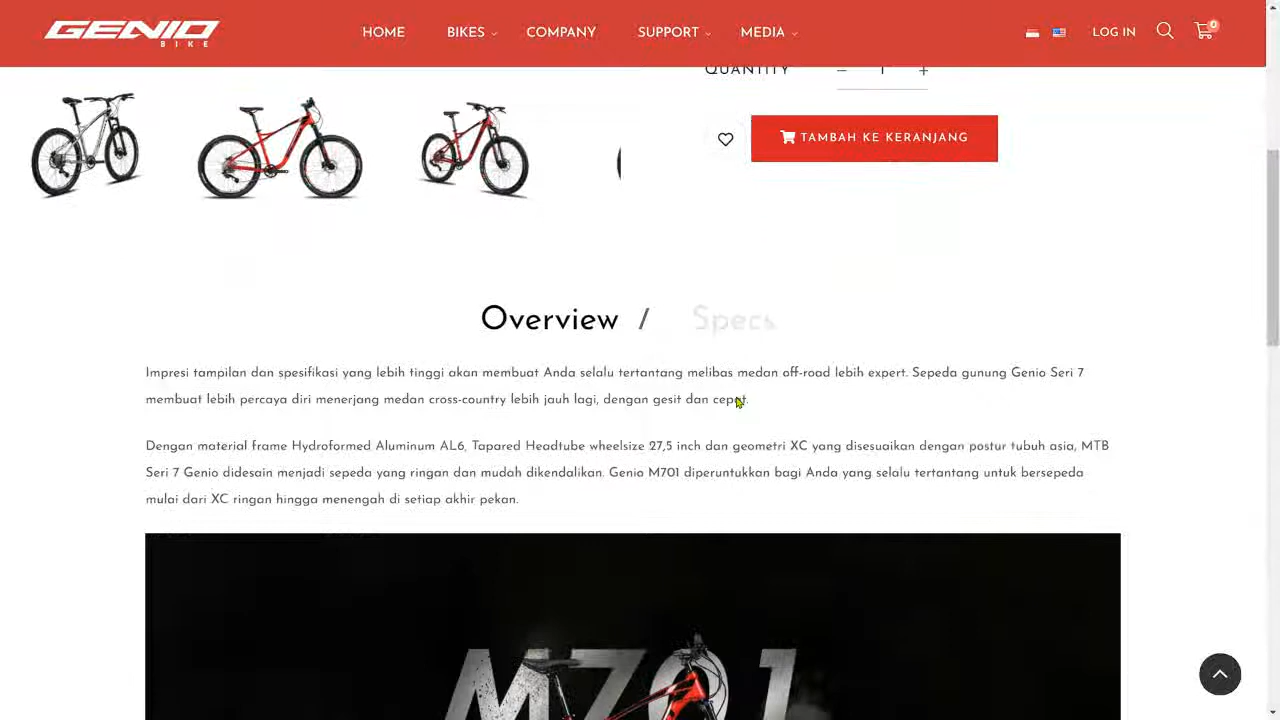 GENIO
BIKE
HOME BIKES COMPANY SUPPORT MEDIA LOG IN 0
QUANTITY − 1 +
TAMBAH KE KERANJANG
Overview / Specs
Impresi tampilan dan spesifikasi yang lebih tinggi akan membuat Anda selalu tertantang melibas medan off-road lebih expert. Sepeda gunung Genio Seri 7
membuat lebih percaya diri menerjang medan cross-country lebih jauh lagi, dengan gesit dan cepat.
Dengan material frame Hydroformed Aluminum AL6, Tapared Headtube wheelsize 27,5 inch dan geometri XC yang disesuaikan dengan postur tubuh asia, MTB
Seri 7 Genio didesain menjadi sepeda yang ringan dan mudah dikendalikan. Genio M701 diperuntukkan bagi Anda yang selalu tertantang untuk bersepeda
mulai dari XC ringan hingga menengah di setiap akhir pekan.
M701